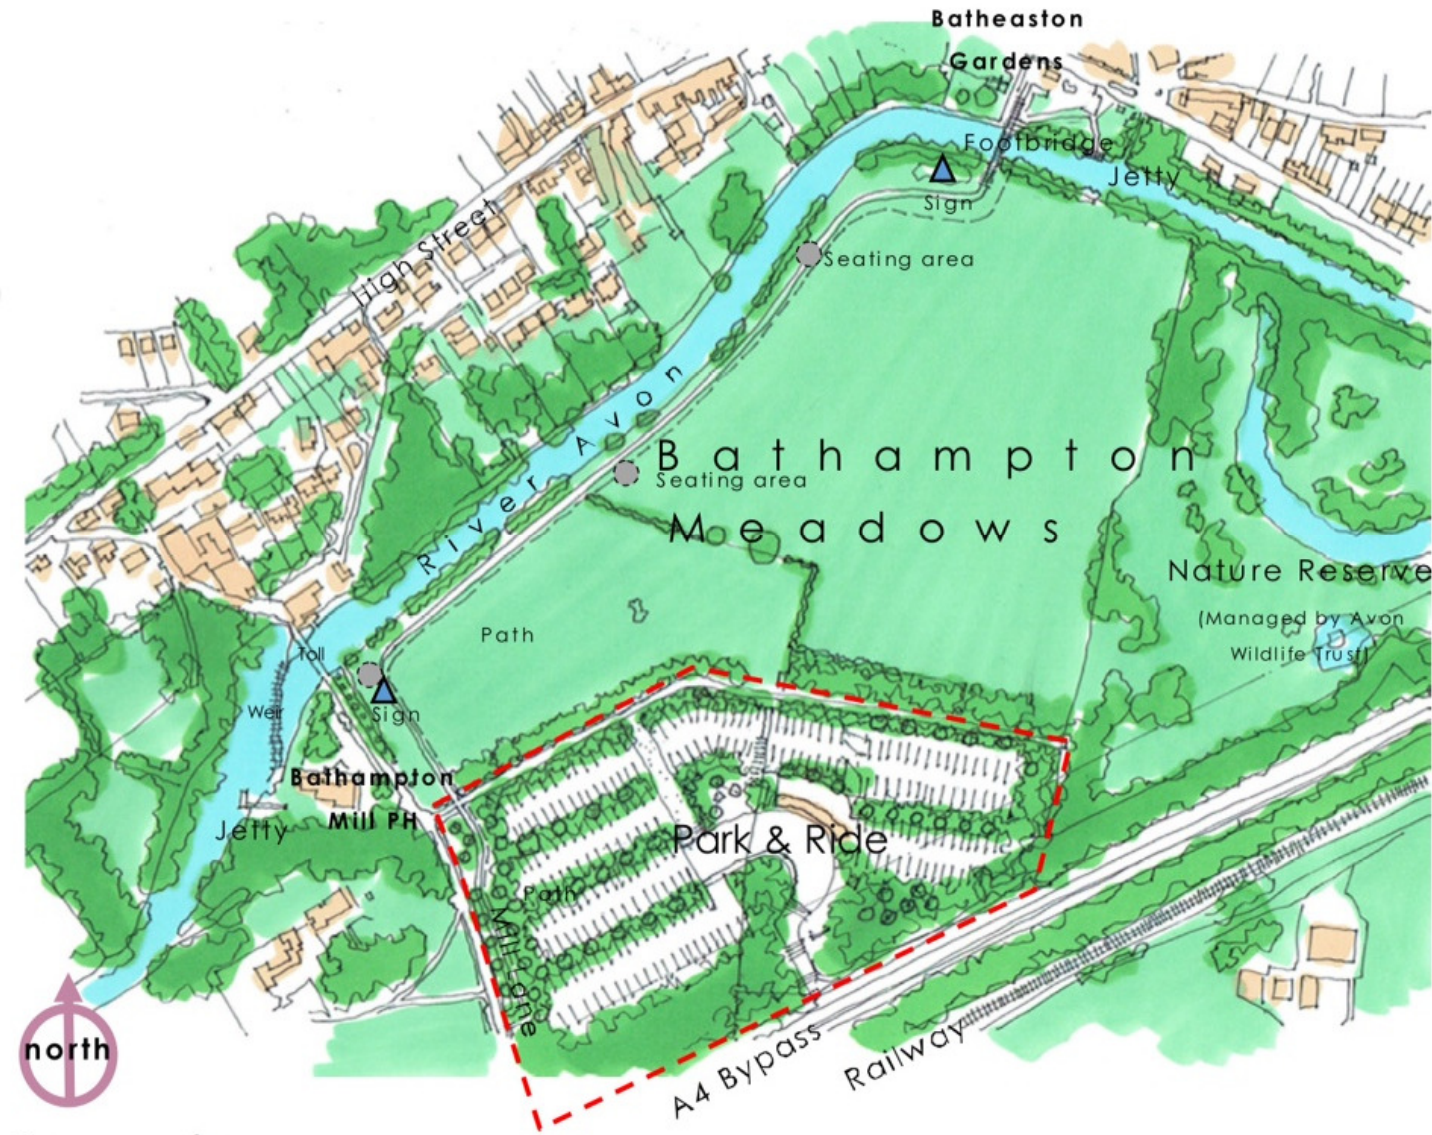 Batheaston
Gardens
Footbridge
Jetty
Sign
High Street
Seating area
River Avon
Bathampton
Seating area
Meadows
Nature Reserve
(Managed by Avon
Wildlife Trust)
Path
Toll
Weir
Sign
Bathampton
Mill PH
Jetty
Park & Ride
Path
Mill Lane
north
A4 Bypass
Railway